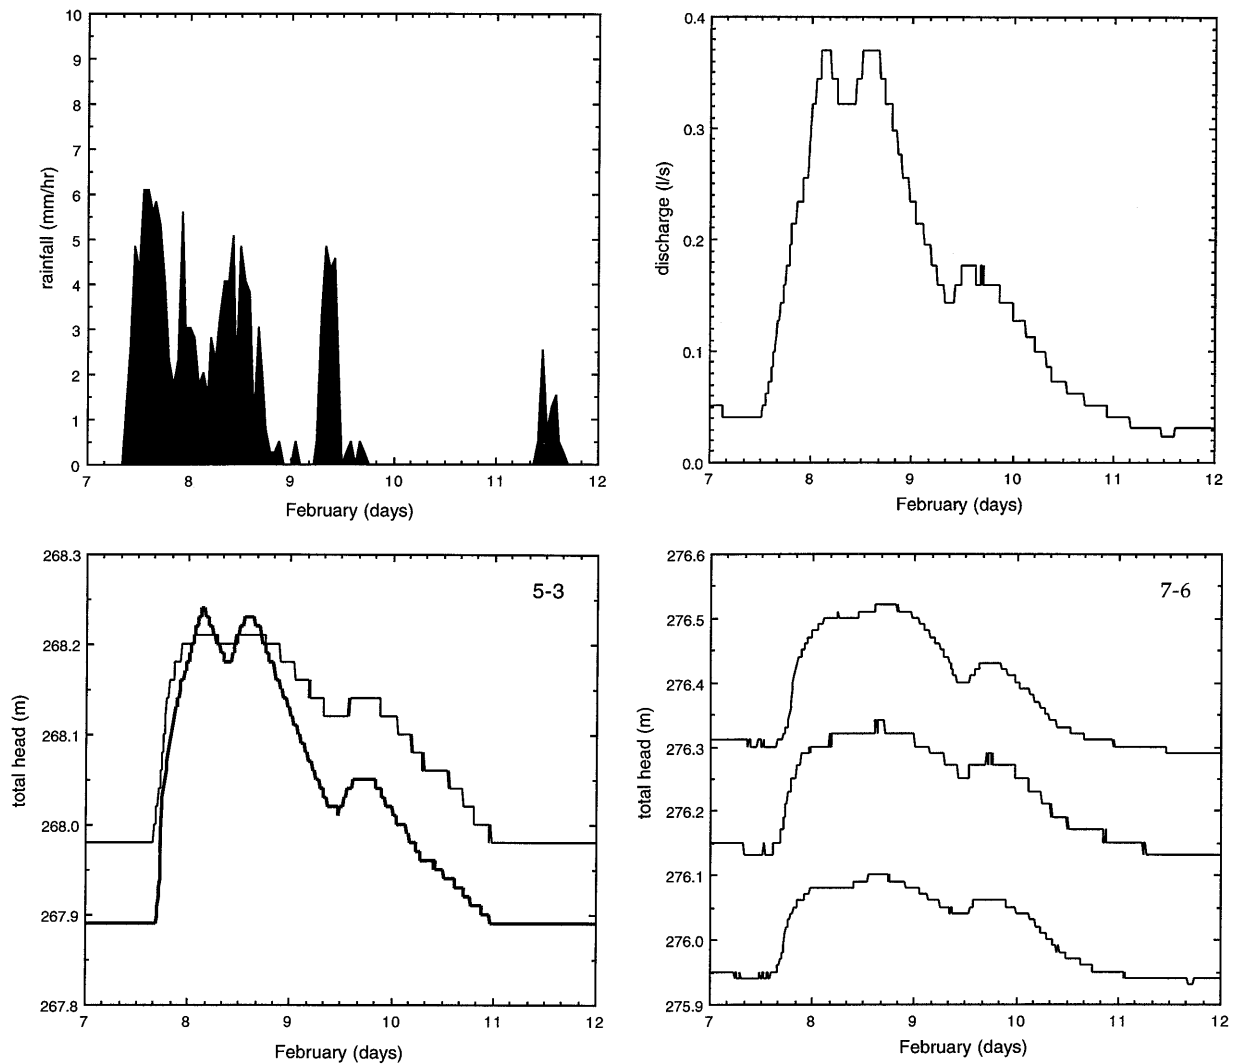 10
9
8
7
6
5
4
3
2
1
0
rainfall (mm/hr)
7 8 9 10 11 12
February (days)
0.4
0.3
0.2
0.1
0.0
discharge (l/s)
7 8 9 10 11 12
February (days)
268.3
268.2
268.1
268.0
267.9
267.8
total head (m)
5-3
7 8 9 10 11 12
February (days)
276.6
276.5
276.4
276.3
276.2
276.1
276.0
275.9
total head (m)
7-6
7 8 9 10 11 12
February (days)